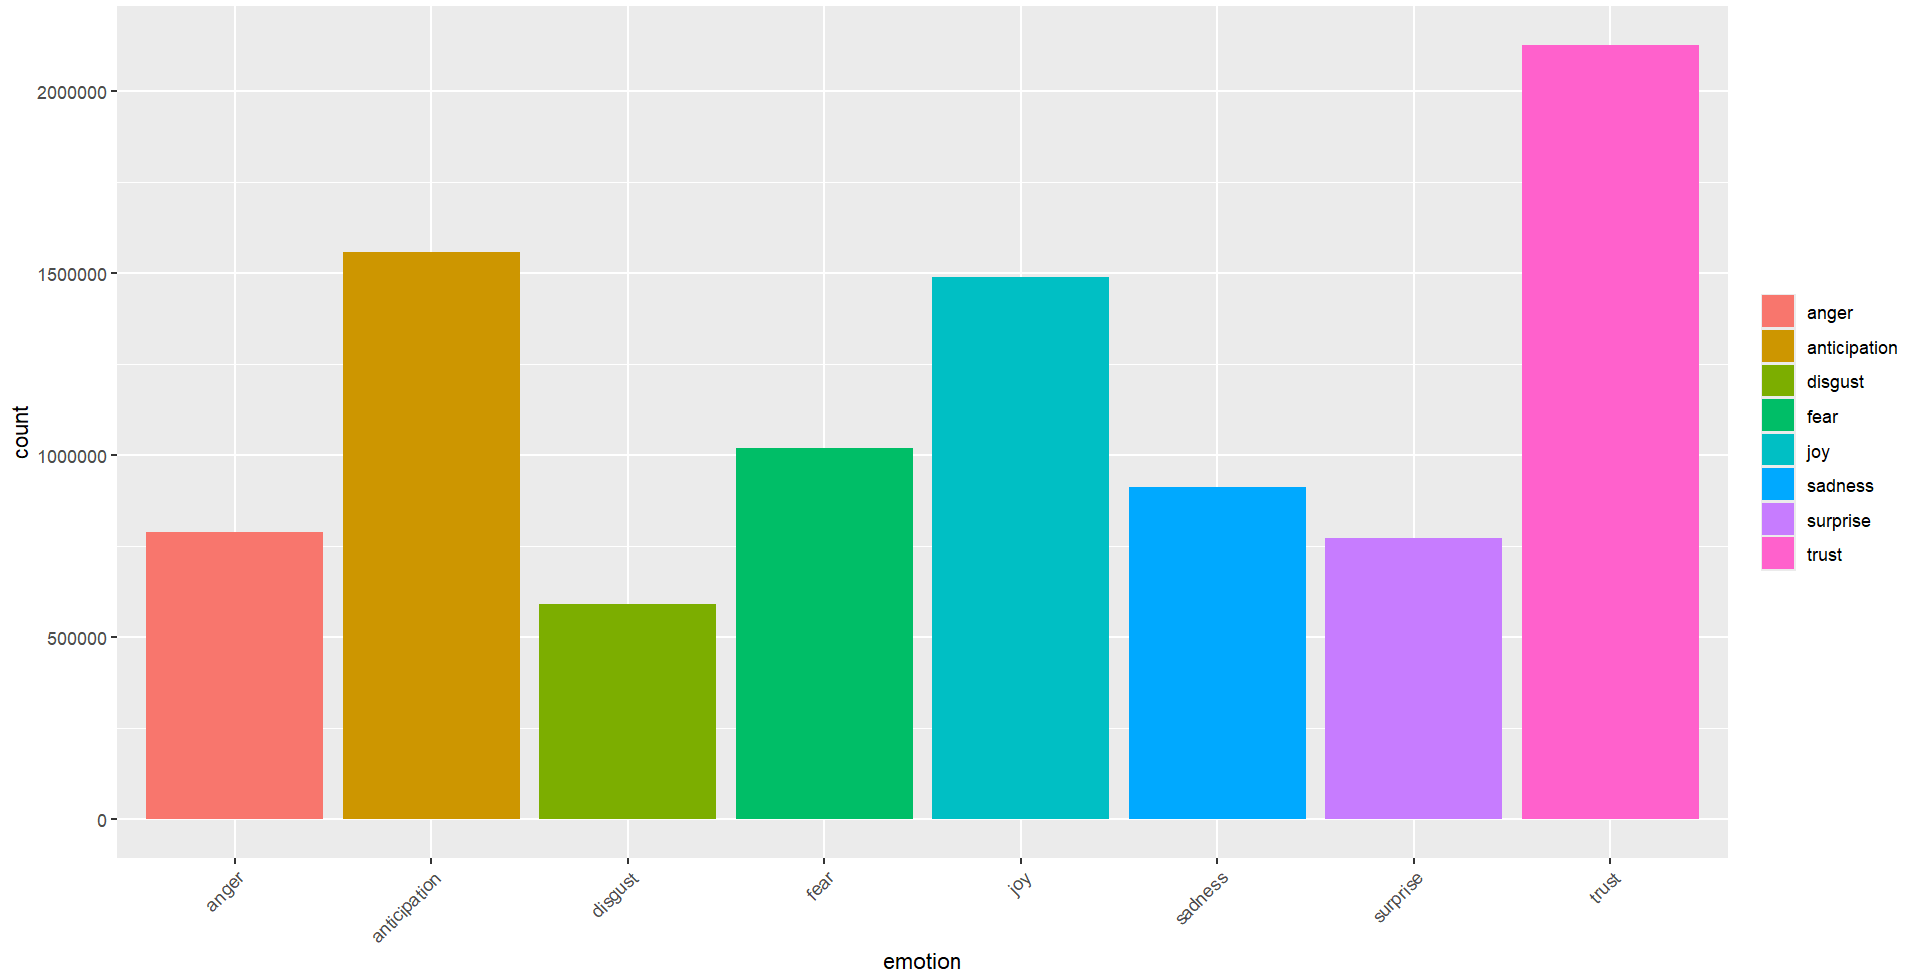 count
2000000
1500000
1000000
500000
0
anger
anticipation
disgust
fear
joy
sadness
surprise
trust
emotion
anger
anticipation
disgust
fear
joy
sadness
surprise
trust